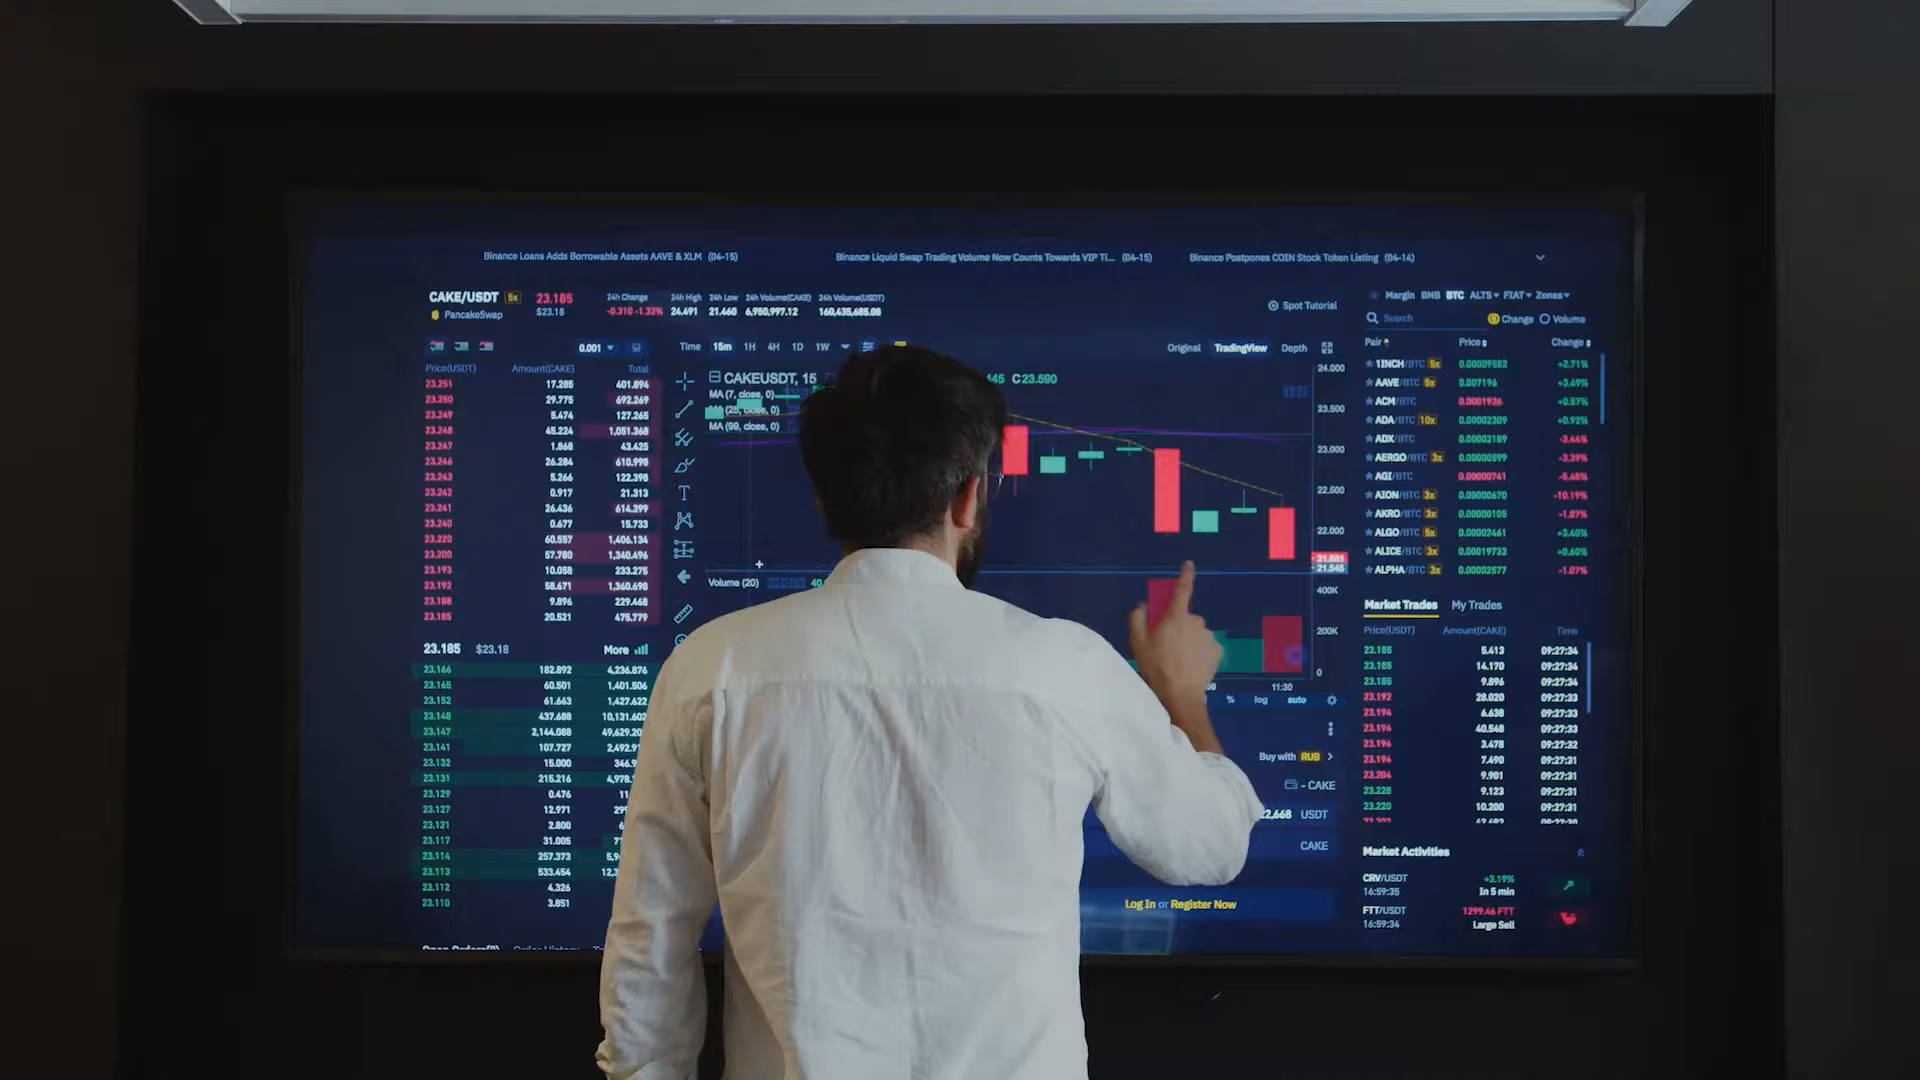 Binance Loans Adds Borrowable Assets AAVE & XLM (04-15)
Binance Liquid Swap Trading Volume Now Counts Towards VIP Ti... (04-15)
Binance Postpones COIN Stock Token Listing (04-14)
CAKE/USDT 5x 23.185
PancakeSwap $23.18
24h Change 24h High 24h Low 24h Volume(CAKE) 24h Volume(USDT)
-0.310 -1.32% 24.491 21.460 6,950,997.12 160,435,685.08
Spot Tutorial
0.001
Price(USDT) Amount(CAKE) Total
23.251 17.285 401.894
23.250 29.775 692.269
23.249 5.474 127.265
23.248 45.224 1,051.368
23.247 1.868 43.425
23.246 26.284 610.998
23.243 5.266 122.398
23.242 0.917 21.313
23.241 26.436 614.399
23.240 0.677 15.733
23.220 60.557 1,406.134
23.200 57.780 1,340.496
23.193 10.058 233.275
23.192 58.671 1,360.698
23.188 9.896 229.468
23.185 20.521 475.779
23.185 $23.18 More
23.166 182.892 4,236.876
23.165 60.501 1,401.506
23.152 61.663 1,427.622
23.148 437.688 10,131.602
23.147 2,144.088 49,629.20
23.141 107.727 2,492.9
23.132 15.000 346.9
23.131 215.216 4,978.
23.129 0.476 11
23.127 12.971 29
23.121 2.800 6
23.117 31.005 7
23.114 257.373 5,9
23.113 533.454 12,3
23.112 4.326
23.110 3.851
Open Orders(0) Order History
Time 15m 1H 4H 1D 1W
Original TradingView Depth
CAKEUSDT, 15
C23.590
MA (7, close, 0)
MA (25, close, 0)
MA (99, close, 0)
24.000
23.500
23.000
22.500
22.000
21.601
21.545
Volume (20) 40
400K
200K
0
11:30
% log auto
Buy with RUB
- CAKE
22,668 USDT
CAKE
Log In or Register Now
Margin BNB BTC ALTS FIAT Zones
Search Change Volume
Pair Price Change
1INCH/BTC 5x 0.00009582 +2.71%
AAVE/BTC 5x 0.007196 +3.49%
ACM/BTC 0.0001926 +0.57%
ADA/BTC 10x 0.00002309 +0.92%
ADX/BTC 0.00002189 -3.44%
AERGO/BTC 3x 0.00000599 -3.39%
AGI/BTC 0.00000741 -5.48%
AION/BTC 3x 0.00000670 -10.19%
AKRO/BTC 3x 0.00000105 -1.87%
ALGO/BTC 5x 0.00002461 +3.40%
ALICE/BTC 3x 0.00019733 +0.60%
ALPHA/BTC 3x 0.00002577 -1.07%
Market Trades My Trades
Price(USDT) Amount(CAKE) Time
23.185 5.413 09:27:34
23.185 14.170 09:27:34
23.185 9.896 09:27:34
23.192 28.020 09:27:33
23.194 6.638 09:27:33
23.194 40.548 09:27:33
23.194 3.478 09:27:32
23.194 7.490 09:27:31
23.204 9.901 09:27:31
23.228 9.123 09:27:31
23.220 10.200 09:27:31
Market Activities
CRV/USDT +3.19%
16:59:35 In 5 min
FTT/USDT 1299.46 FTT
16:59:34 Large Sell